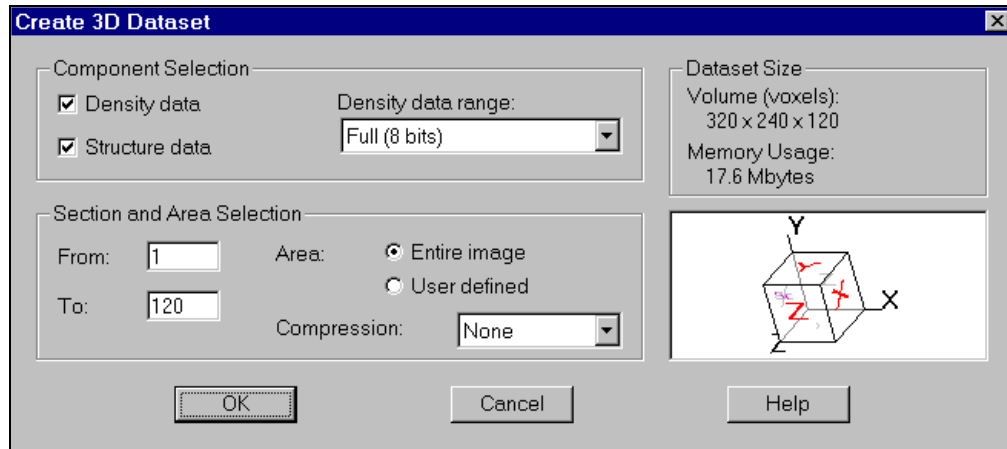 Create 3D Dataset
Component Selection
Density data
Structure data
Density data range:
Full (8 bits)
Dataset Size
Volume (voxels):
320 x 240 x 120
Memory Usage:
17.6 Mbytes
Section and Area Selection
From: 1
To: 120
Area:
Entire image
User defined
Compression: None
Y
X
Z
Y
X
Z
OK
Cancel
Help